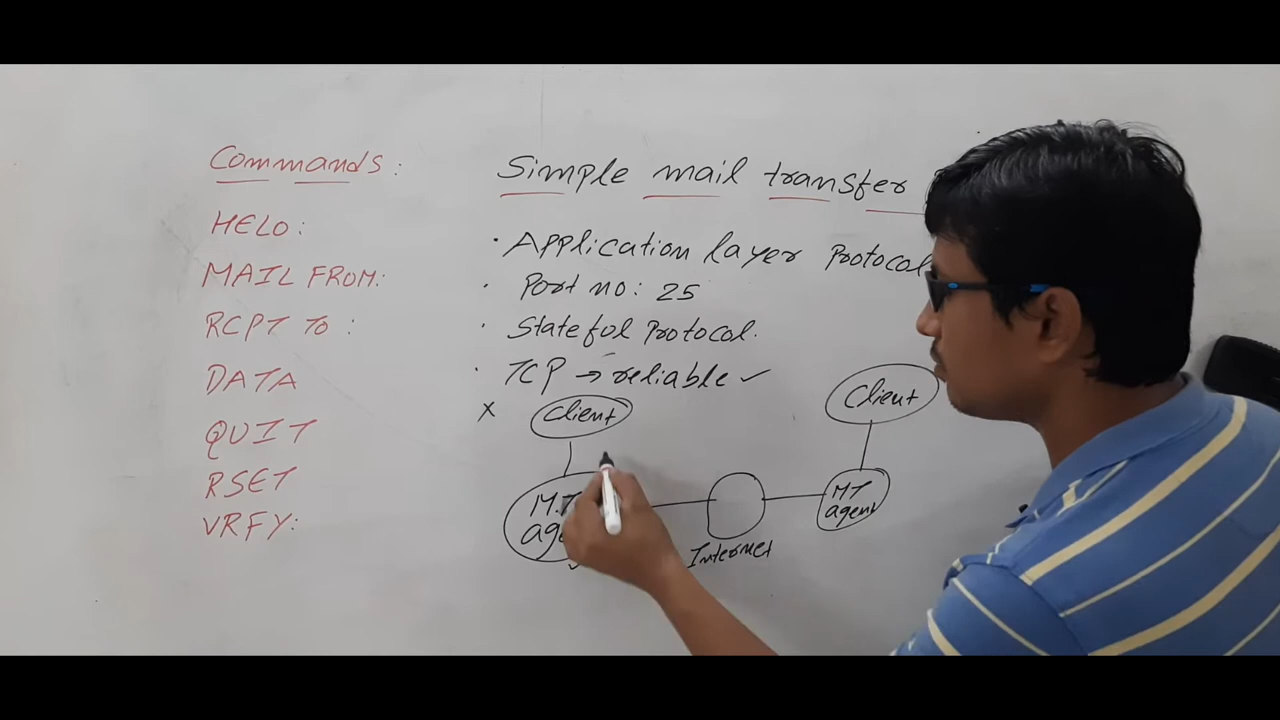 Commands:
HELO:
MAIL FROM:
RCPT TO:
DATA
QUIT
RSET
VRFY:
Simple mail transfer
• Application layer Protocol
• Port no: 25
• Stateful Protocol.
• TCP → reliable ✓
x
Client
Client
M.T
MT
agent
Internet